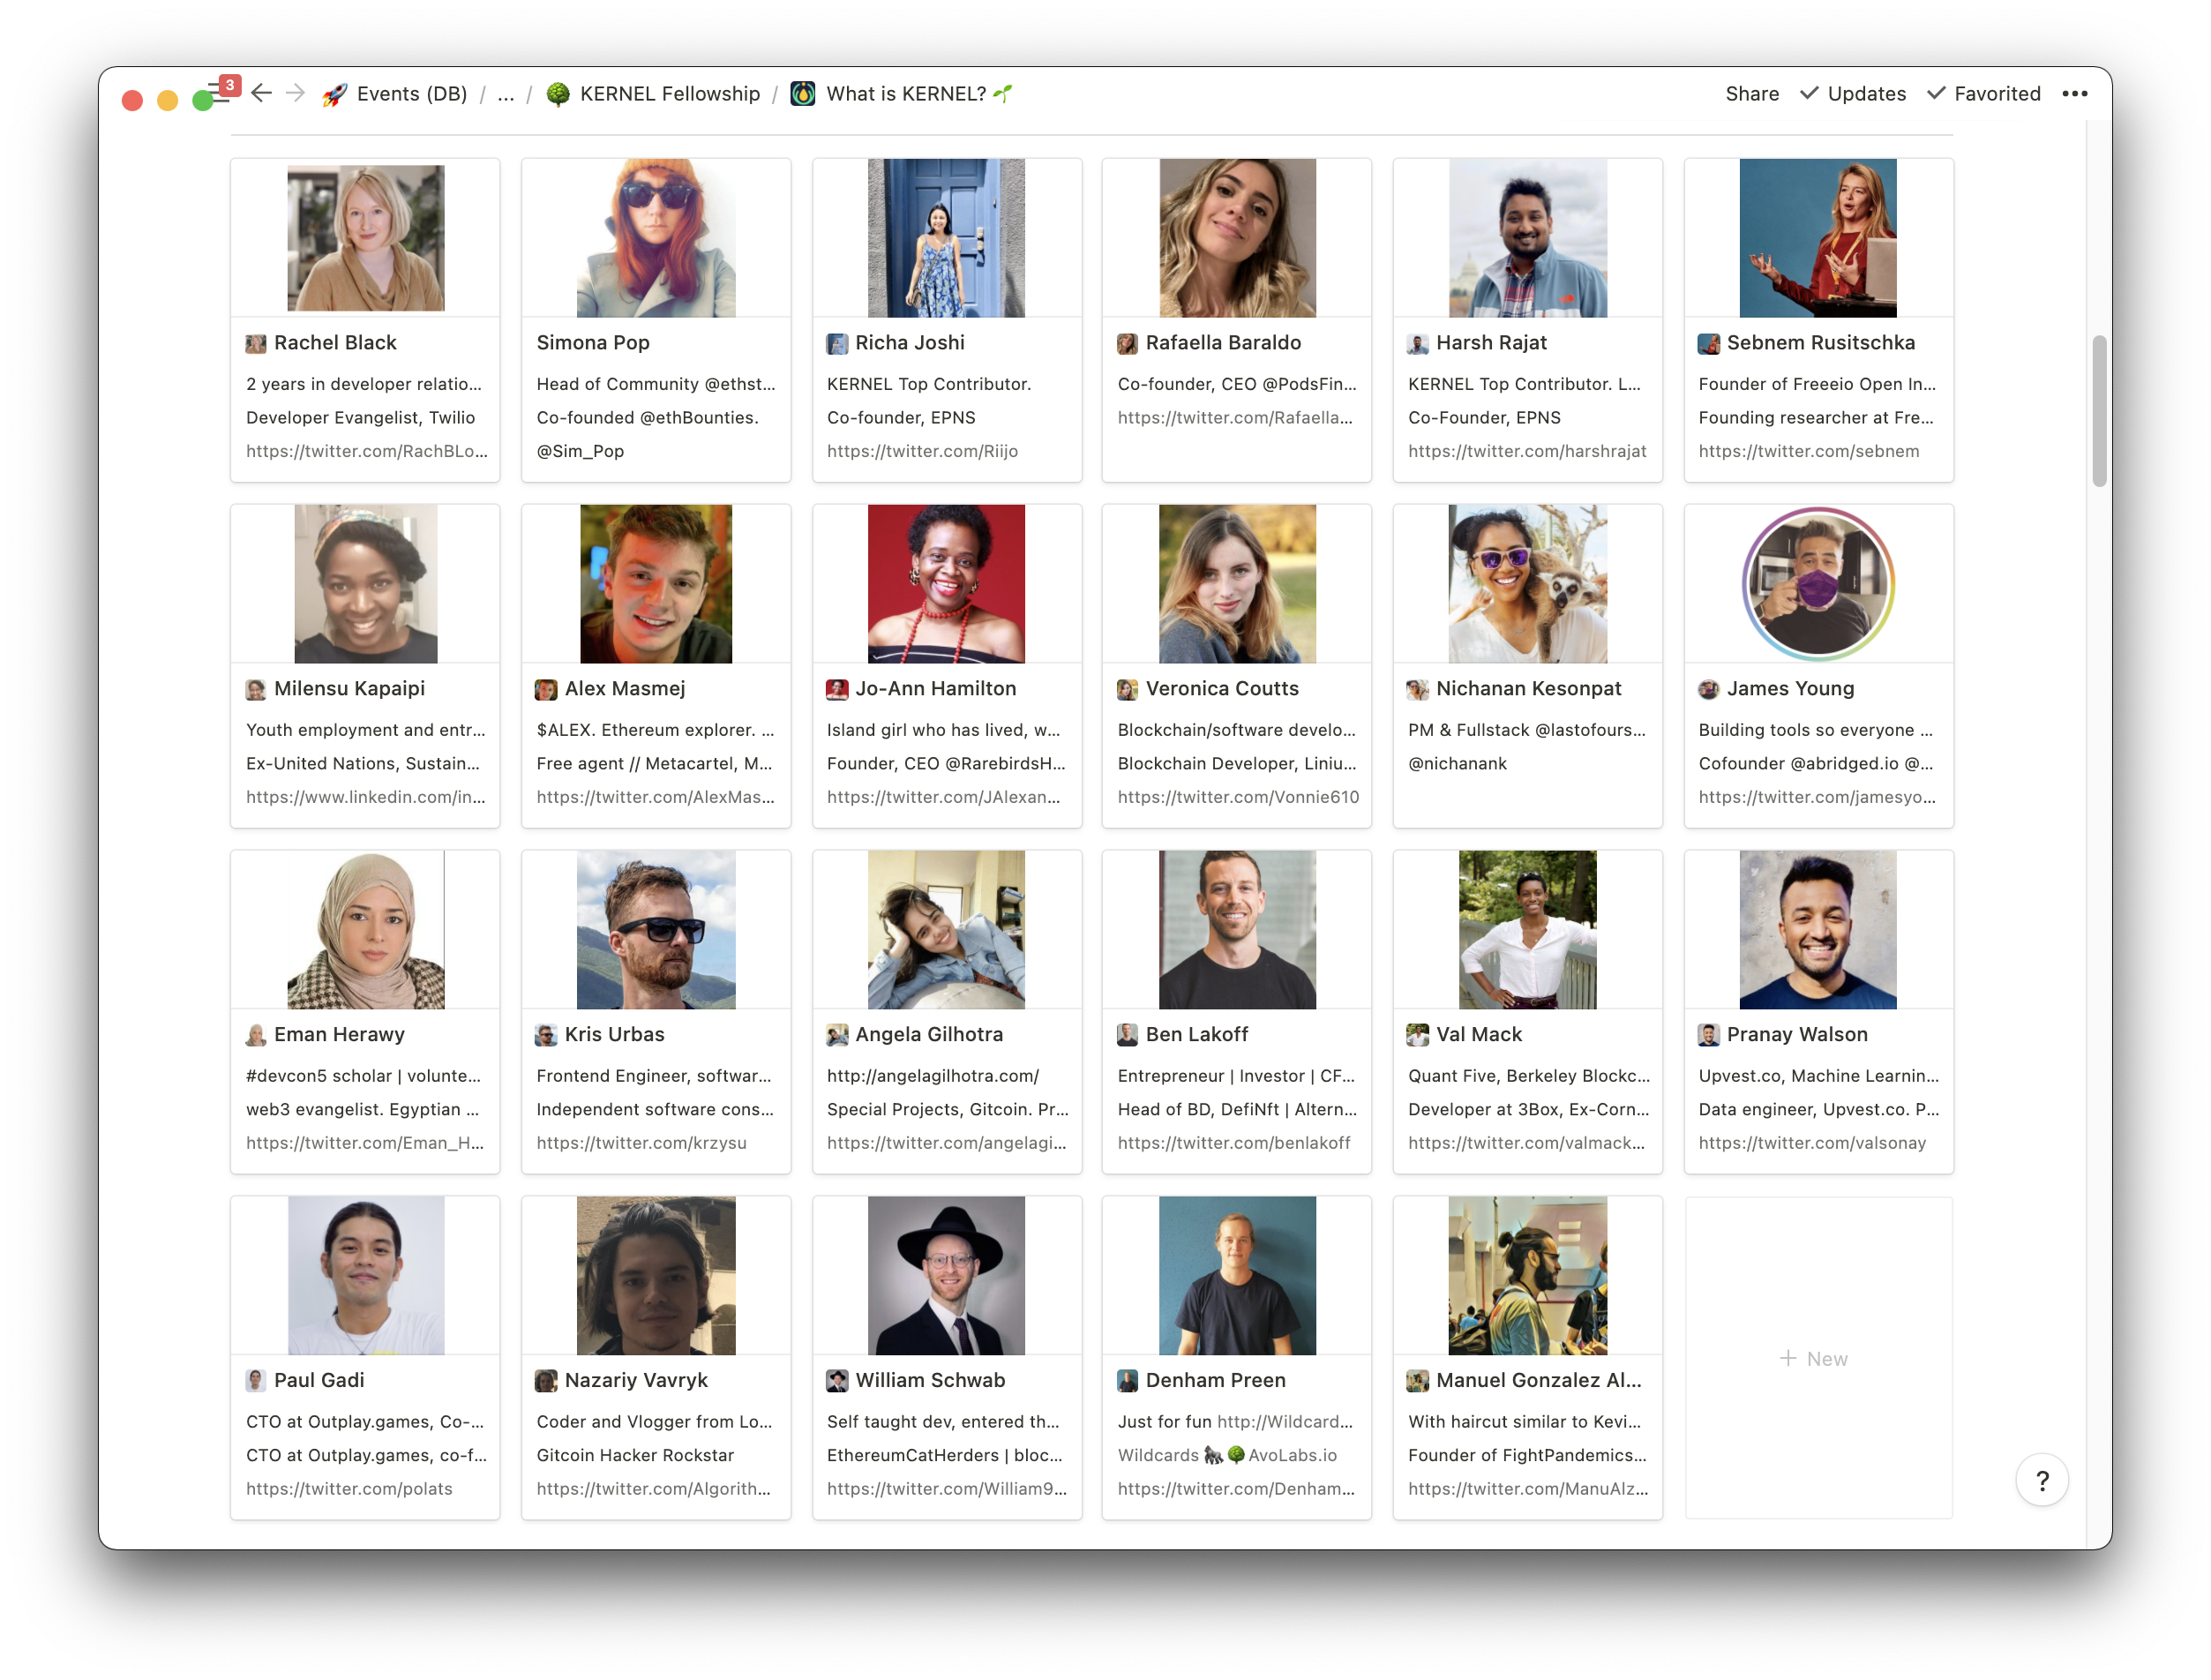 3
Events (DB) / ... / KERNEL Fellowship / What is KERNEL?
Share Updates Favorited
Rachel Black
2 years in developer relatio...
Developer Evangelist, Twilio
https://twitter.com/RachBLo...
Simona Pop
Head of Community @ethst...
Co-founded @ethBounties.
@Sim_Pop
Richa Joshi
KERNEL Top Contributor.
Co-founder, EPNS
https://twitter.com/Riijo
Rafaella Baraldo
Co-founder, CEO @PodsFin...
https://twitter.com/Rafaella...
Harsh Rajat
KERNEL Top Contributor. L...
Co-Founder, EPNS
https://twitter.com/harshrajat
Sebnem Rusitschka
Founder of Freeeio Open In...
Founding researcher at Fre...
https://twitter.com/sebnem
Milensu Kapaipi
Youth employment and entr...
Ex-United Nations, Sustain...
https://www.linkedin.com/in...
Alex Masmej
$ALEX. Ethereum explorer. ...
Free agent // Metacartel, M...
https://twitter.com/AlexMas...
Jo-Ann Hamilton
Island girl who has lived, w...
Founder, CEO @RarebirdsH...
https://twitter.com/JAlexan...
Veronica Coutts
Blockchain/software develo...
Blockchain Developer, Liniu...
https://twitter.com/Vonnie610
Nichanan Kesonpat
PM & Fullstack @lastofours...
@nichanank
James Young
Building tools so everyone ...
Cofounder @abridged.io @...
https://twitter.com/jamesyo...
Eman Herawy
#devcon5 scholar | volunte...
web3 evangelist. Egyptian ...
https://twitter.com/Eman_H...
Kris Urbas
Frontend Engineer, softwar...
Independent software cons...
https://twitter.com/krzysu
Angela Gilhotra
http://angelagilhotra.com/
Special Projects, Gitcoin. Pr...
https://twitter.com/angelagi...
Ben Lakoff
Entrepreneur | Investor | CF...
Head of BD, DefiNft | Altern...
https://twitter.com/benlakoff
Val Mack
Quant Five, Berkeley Blockc...
Developer at 3Box, Ex-Corn...
https://twitter.com/valmack...
Pranay Walson
Upvest.co, Machine Learnin...
Data engineer, Upvest.co. P...
https://twitter.com/valsonay
Paul Gadi
CTO at Outplay.games, Co-...
CTO at Outplay.games, co-f...
https://twitter.com/polats
Nazariy Vavryk
Coder and Vlogger from Lo...
Gitcoin Hacker Rockstar
https://twitter.com/Algorith...
William Schwab
Self taught dev, entered th...
EthereumCatHerders | bloc...
https://twitter.com/William9...
Denham Preen
Just for fun http://Wildcard...
Wildcards 🦍🌳AvoLabs.io
https://twitter.com/Denham...
Manuel Gonzalez Al...
With haircut similar to Kevi...
Founder of FightPandemics...
https://twitter.com/ManuAlz...
+ New
?